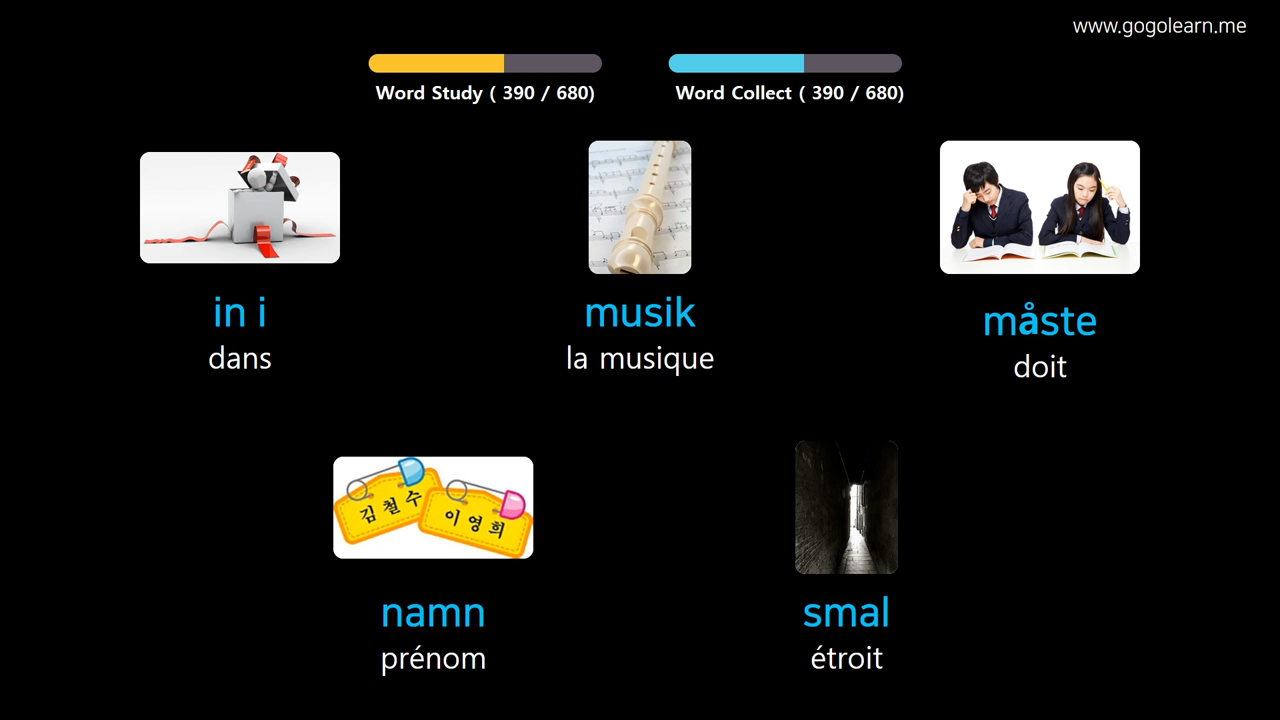 www.gogolearn.me
Word Study ( 390 / 680)
Word Collect ( 390 / 680)
in i
dans
musik
la musique
måste
doit
김철수
이영희
namn
prénom
smal
étroit